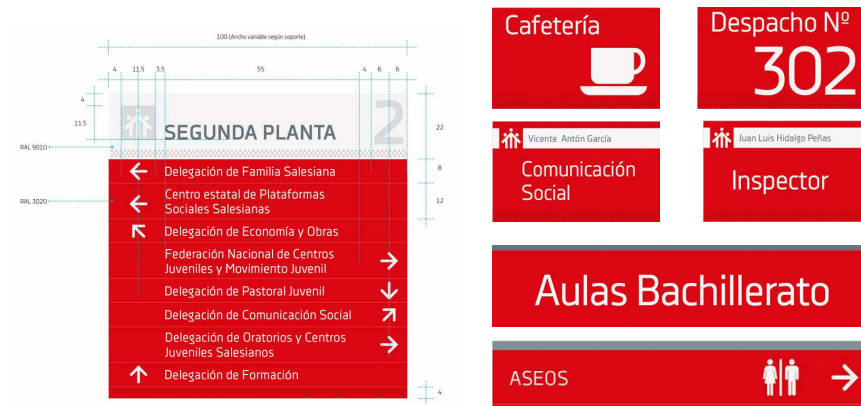 100 (Ancho variable según soporte)
4 11,5 3,5 55 4 6 6
4
11,5
22
RAL 9010
8
RAL 3020
12
4
SEGUNDA PLANTA 2
Delegación de Familia Salesiana
Centro estatal de Plataformas
Sociales Salesianas
Delegación de Economía y Obras
Federación Nacional de Centros
Juveniles y Movimiento Juvenil
Delegación de Pastoral Juvenil
Delegación de Comunicación Social
Delegación de Oratorios y Centros
Juveniles Salesianos
Delegación de Formación
Cafetería
Despacho Nº
302
Vicente Antón García
Comunicación
Social
Juan Luis Hidalgo Peñas
Inspector
Aulas Bachillerato
ASEOS